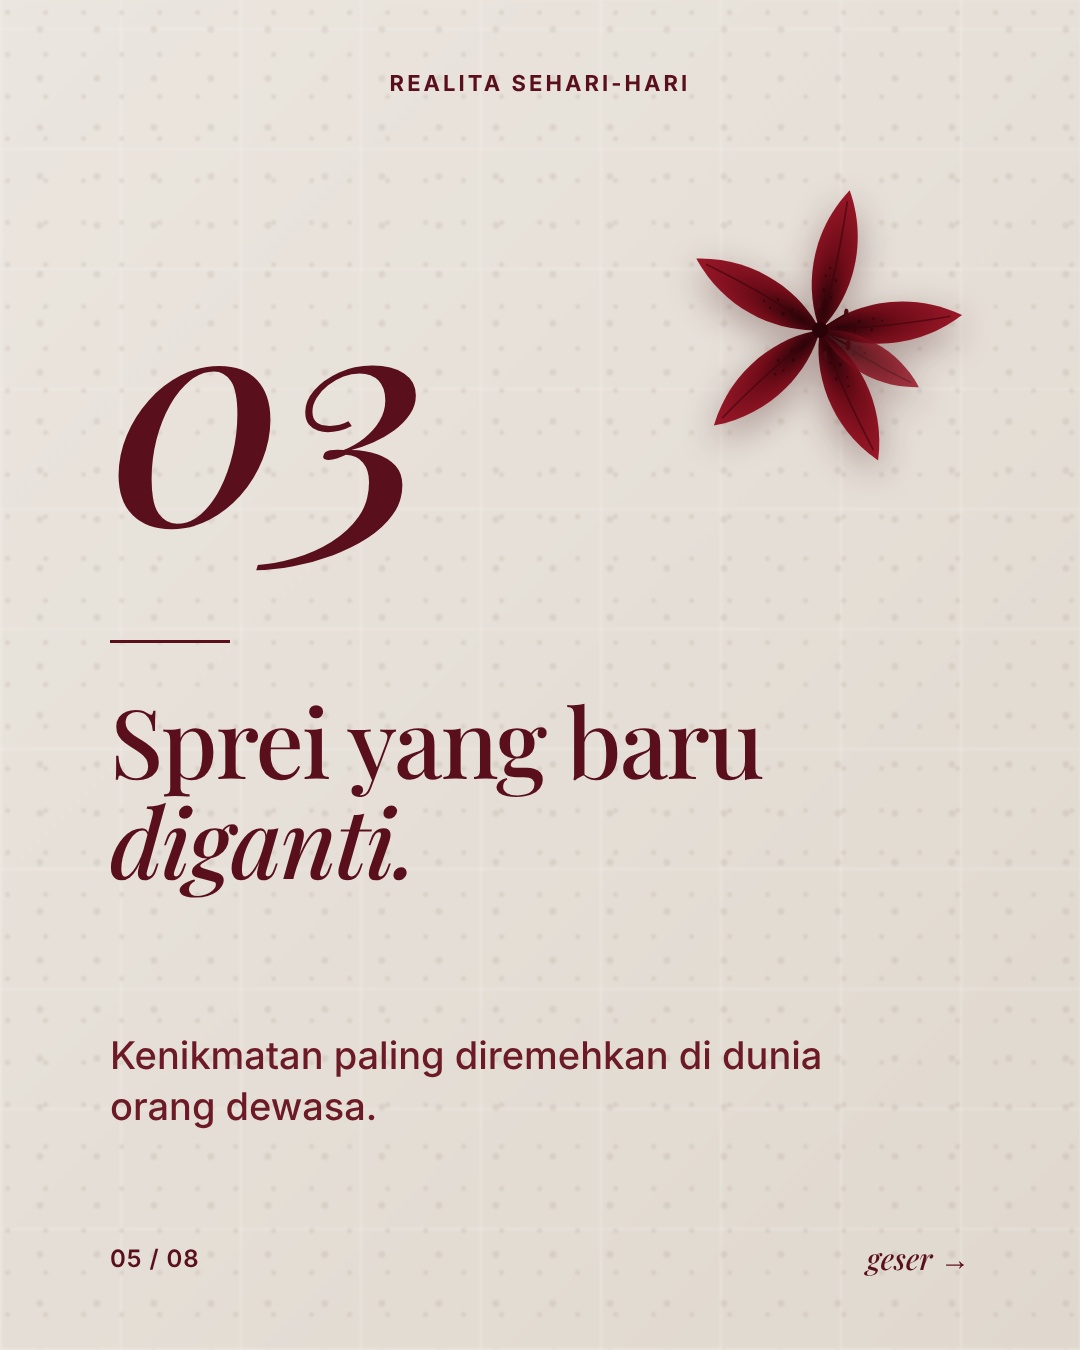 REALITA SEHARI-HARI
03
Sprei yang baru
diganti.
Kenikmatan paling diremehkan di dunia
orang dewasa.
05 / 08
geser →